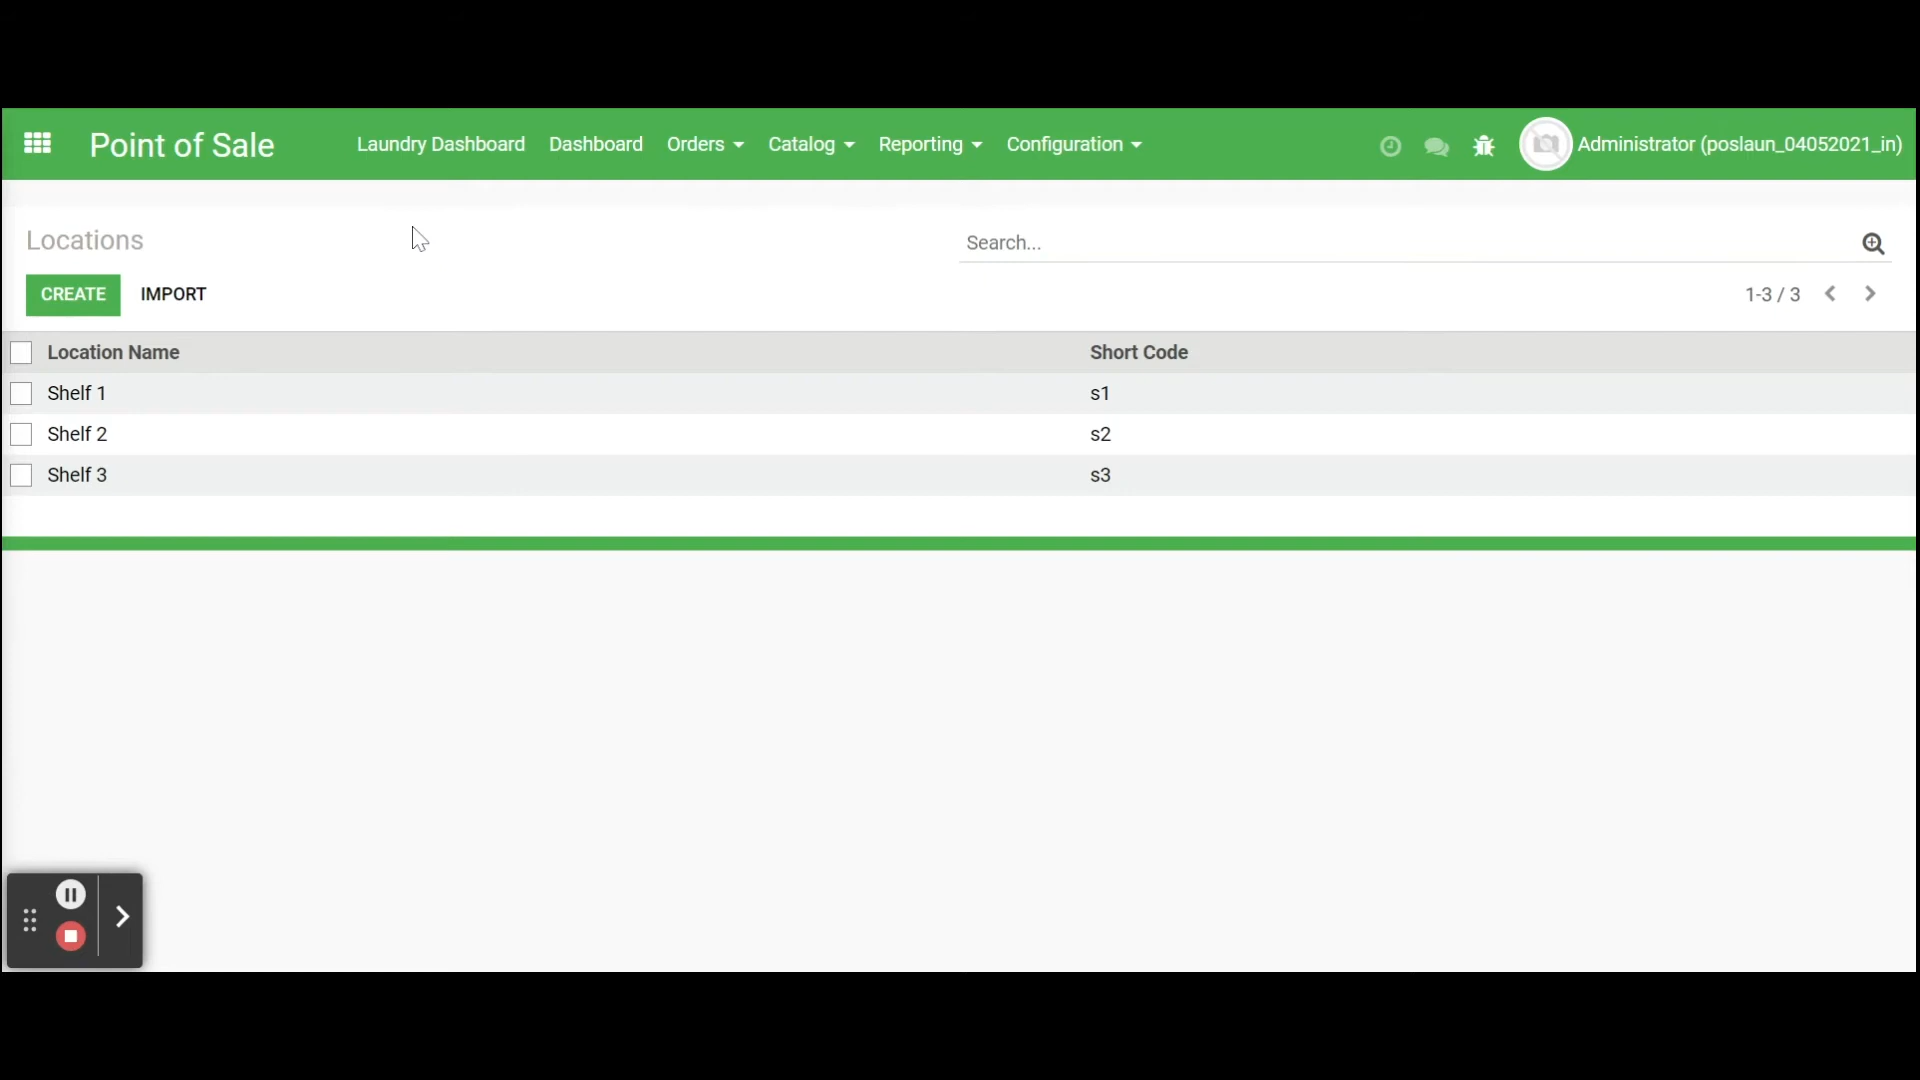 Point of Sale Laundry Dashboard Dashboard Orders Catalog Reporting Configuration Administrator (poslaun_04052021_in)
Locations Search...
CREATE IMPORT 1-3 / 3
Location Name Short Code
Shelf 1 s1
Shelf 2 s2
Shelf 3 s3